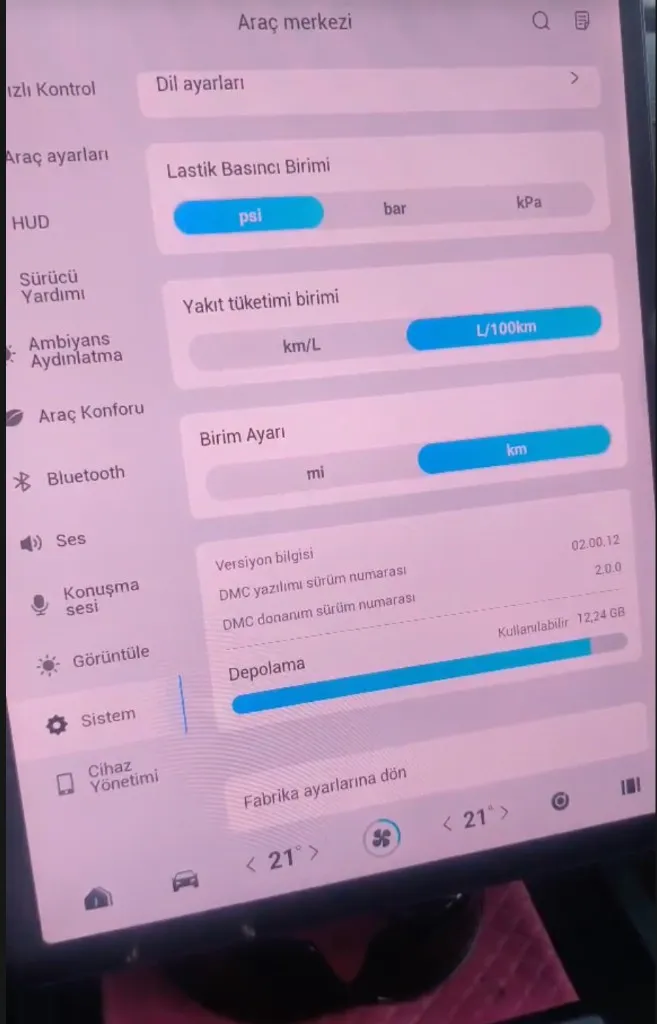 Araç merkezi
ızlı Kontrol
Dil ayarları
Araç ayarları
Lastik Basıncı Birimi
psi
bar
kPa
HUD
Sürücü
Yardımı
Yakıt tüketimi birimi
km/L
L/100km
Ambiyans
Aydınlatma
Araç Konforu
Birim Ayarı
mi
km
Bluetooth
Ses
Versiyon bilgisi
DMC yazılımı sürüm numarası
02.00.12
DMC donanım sürüm numarası
2.0.0
Konuşma
sesi
Depolama
Kullanılabilir 12,24 GB
Görüntüle
Sistem
Cihaz
Yönetimi
Fabrika ayarlarına dön
< 21° >
< 21° >